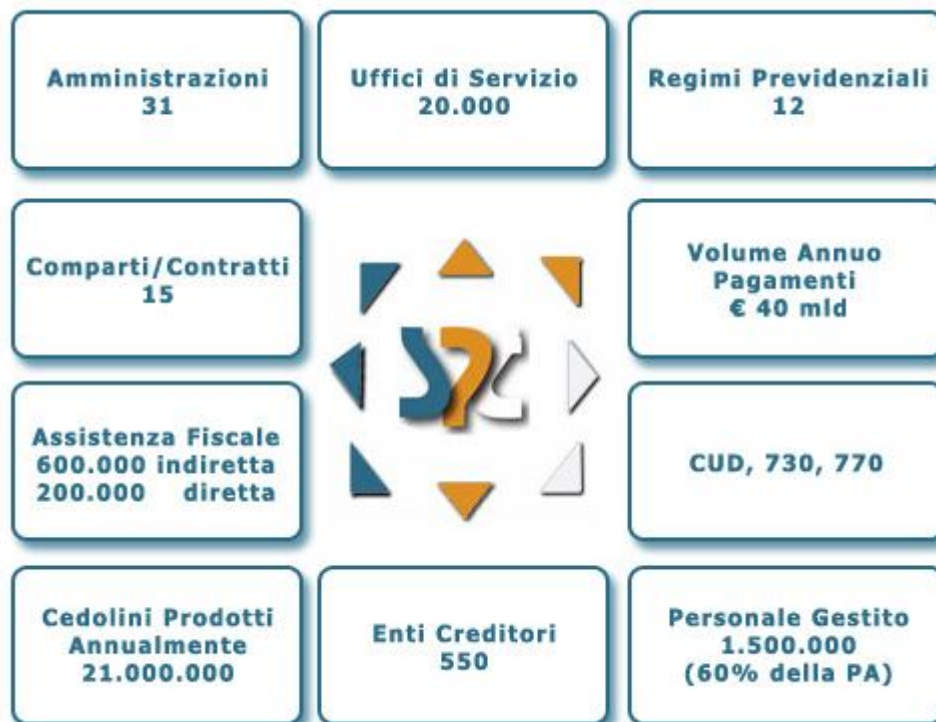 Amministrazioni
31
Uffici di Servizio
20.000
Regimi Previdenziali
12
Comparti/Contratti
15
Volume Annuo
Pagamenti
€ 40 mld
Assistenza Fiscale
600.000 indiretta
200.000 diretta
CUD, 730, 770
Cedolini Prodotti
Annualmente
21.000.000
Enti Creditori
550
Personale Gestito
1.500.000
(60% della PA)